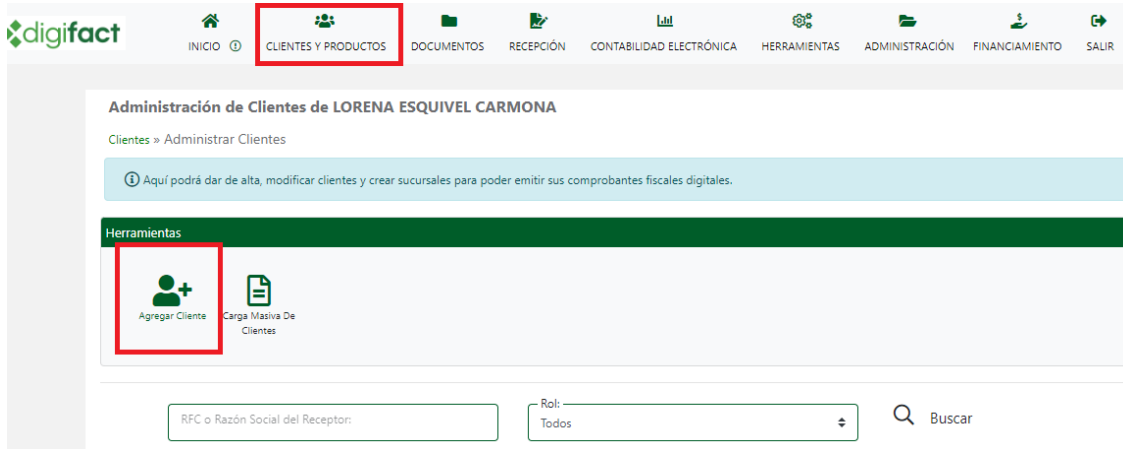 digifact
INICIO CLIENTES Y PRODUCTOS DOCUMENTOS RECEPCIÓN CONTABILIDAD ELECTRÓNICA HERRAMIENTAS ADMINISTRACIÓN FINANCIAMIENTO SALIR
Administración de Clientes de LORENA ESQUIVEL CARMONA
Clientes » Administrar Clientes
Aquí podrá dar de alta, modificar clientes y crear sucursales para poder emitir sus comprobantes fiscales digitales.
Herramientas
Agregar Cliente Carga Masiva De
Clientes
Rol:
RFC o Razón Social del Receptor: Todos Buscar